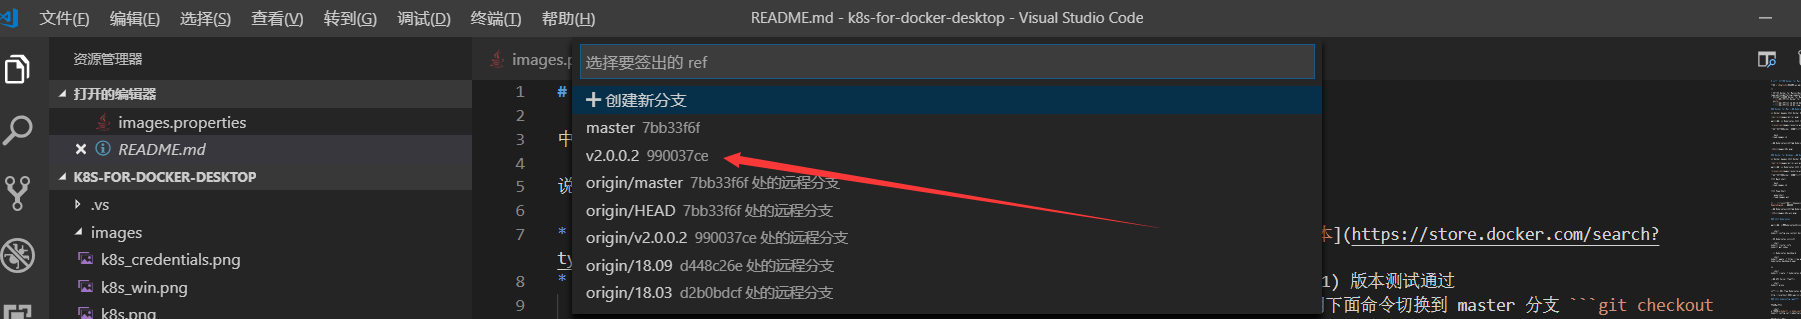 文件(F) 编辑(E) 选择(S) 查看(V) 转到(G) 调试(D) 终端(T) 帮助(H) README.md - k8s-for-docker-desktop - Visual Studio Code
资源管理器
打开的编辑器
images.properties
README.md
K8S-FOR-DOCKER-DESKTOP
.vs
images
k8s_credentials.png
k8s_win.png
k8s.png
images.p
选择要签出的 ref
创建新分支
master 7bb33f6f
v2.0.0.2 990037ce
origin/master 7bb33f6f 处的远程分支
origin/HEAD 7bb33f6f 处的远程分支
origin/v2.0.0.2 990037ce 处的远程分支
origin/18.09 d448c26e 处的远程分支
origin/18.03 d2b0bdcf 处的远程分支
1 #
2
3 中
4
5 说
6
7 * 本](https://store.docker.com/search?
ty
8 * 1) 版本测试通过
9 下面命令切换到 master 分支 ```git checkout